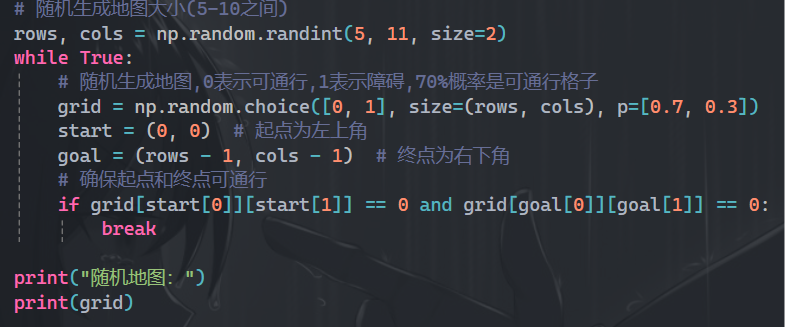 # 随机生成地图大小(5-10之间)
rows, cols = np.random.randint(5, 11, size=2)
while True:
    # 随机生成地图,0表示可通行,1表示障碍,70%概率是可通行格子
    grid = np.random.choice([0, 1], size=(rows, cols), p=[0.7, 0.3])
    start = (0, 0)  # 起点为左上角
    goal = (rows - 1, cols - 1)  # 终点为右下角
    # 确保起点和终点可通行
    if grid[start[0]][start[1]] == 0 and grid[goal[0]][goal[1]] == 0:
        break
print("随机地图：")
print(grid)